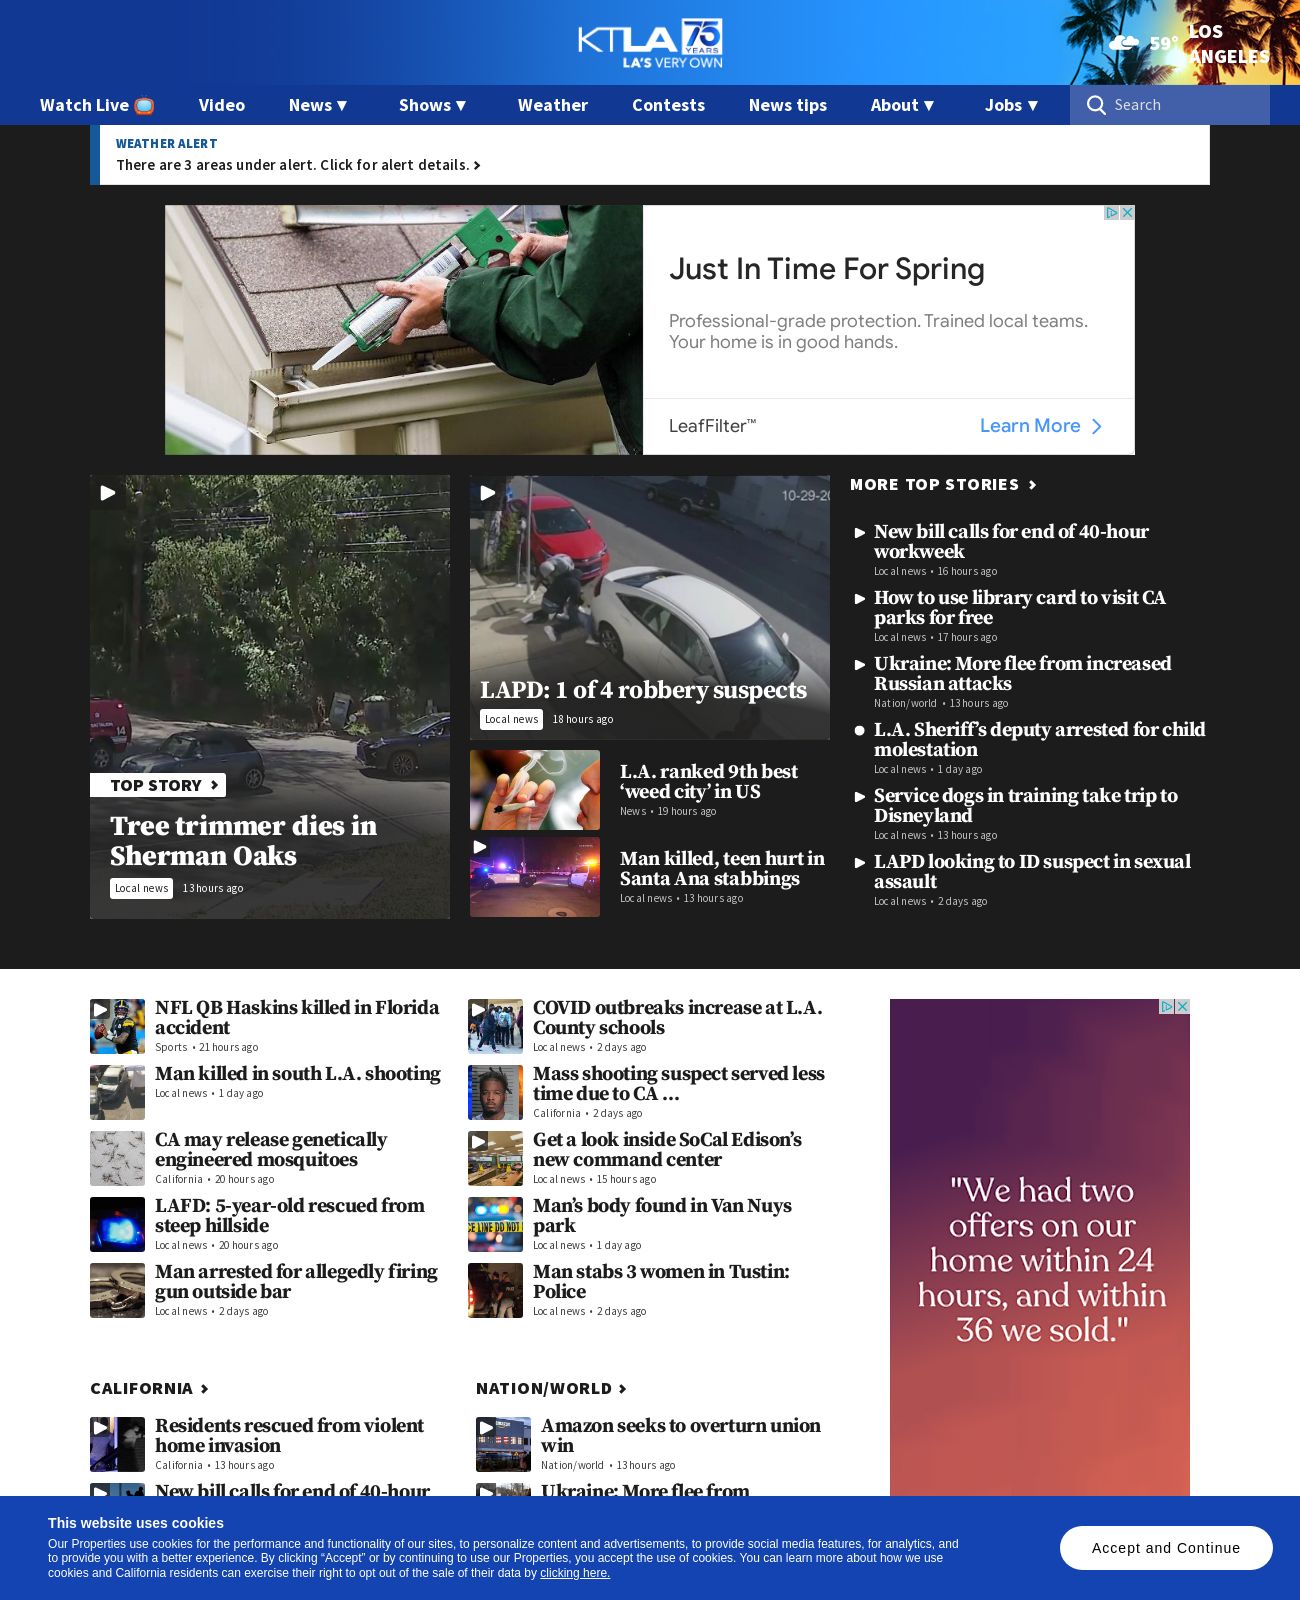 KTLA 75 YEARS
LA'S VERY OWN
59° LOS ANGELES
Watch Live Video News ▼ Shows ▼ Weather Contests News tips About ▼ Jobs ▼ Search
WEATHER ALERT
There are 3 areas under alert. Click for alert details.
Just In Time For Spring
Professional-grade protection. Trained local teams.
Your home is in good hands.
LeafFilter™ Learn More
TOP STORY
Tree trimmer dies in
Sherman Oaks
Local news 13 hours ago
10-29-20
LAPD: 1 of 4 robbery suspects
Local news 18 hours ago
L.A. ranked 9th best
‘weed city’ in US
News • 19 hours ago
Man killed, teen hurt in
Santa Ana stabbings
Local news • 13 hours ago
MORE TOP STORIES
New bill calls for end of 40-hour
workweek
Local news • 16 hours ago
How to use library card to visit CA
parks for free
Local news • 17 hours ago
Ukraine: More flee from increased
Russian attacks
Nation/world • 13 hours ago
L.A. Sheriff’s deputy arrested for child
molestation
Local news • 1 day ago
Service dogs in training take trip to
Disneyland
Local news • 13 hours ago
LAPD looking to ID suspect in sexual
assault
Local news • 2 days ago
NFL QB Haskins killed in Florida
accident
Sports • 21 hours ago
Man killed in south L.A. shooting
Local news • 1 day ago
CA may release genetically
engineered mosquitoes
California • 20 hours ago
LAFD: 5-year-old rescued from
steep hillside
Local news • 20 hours ago
Man arrested for allegedly firing
gun outside bar
Local news • 2 days ago
COVID outbreaks increase at L.A.
County schools
Local news • 2 days ago
Mass shooting suspect served less
time due to CA …
California • 2 days ago
Get a look inside SoCal Edison’s
new command center
Local news • 15 hours ago
Man’s body found in Van Nuys
park
Local news • 1 day ago
Man stabs 3 women in Tustin:
Police
Local news • 2 days ago
"We had two
offers on our
home within 24
hours, and within
36 we sold."
CALIFORNIA
Residents rescued from violent
home invasion
California • 13 hours ago
New bill calls for end of 40-hour
NATION/WORLD
Amazon seeks to overturn union
win
Nation/world • 13 hours ago
Ukraine: More flee from
This website uses cookies
Our Properties use cookies for the performance and functionality of our sites, to personalize content and advertisements, to provide social media features, for analytics, and
to provide you with a better experience. By clicking “Accept” or by continuing to use our Properties, you accept the use of cookies. You can learn more about how we use
cookies and California residents can exercise their right to opt out of the sale of their data by clicking here.
Accept and Continue